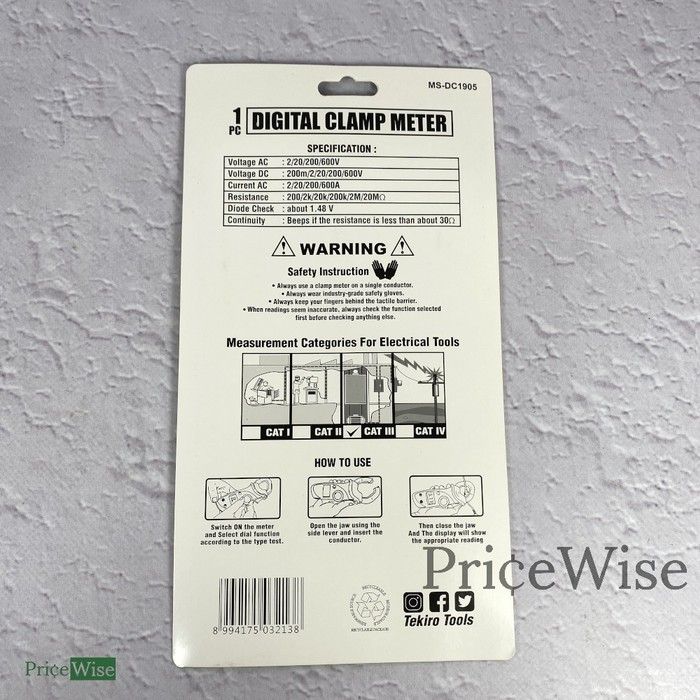 MS-DC1905
1 PC DIGITAL CLAMP METER
SPECIFICATION :
Voltage AC : 2/20/200/600V
Voltage DC : 200m/2/20/200/600V
Current AC : 2/20/200/600A
Resistance : 200/2k/20k/200k/2M/20MΩ
Diode Check : about 1.48 V
Continuity : Beeps if the resistance is less than about 30Ω
WARNING
Safety Instruction
• Always use a clamp meter on a single conductor.
• Always wear industry-grade safety gloves.
• Always keep your fingers behind the tactile barrier.
• When readings seem inaccurate, always check the function selected
first before checking anything else.
Measurement Categories For Electrical Tools
CAT I CAT II CAT III CAT IV
HOW TO USE
Switch ON the meter
and Select dial function
according to the type test.
Open the jaw using the
side lever and insert the
conductor.
Then close the jaw
And The display will show
the appropriate reading
PriceWise
8 994175 032138
RECYCLABLE
Tekiro Tools
PriceWise